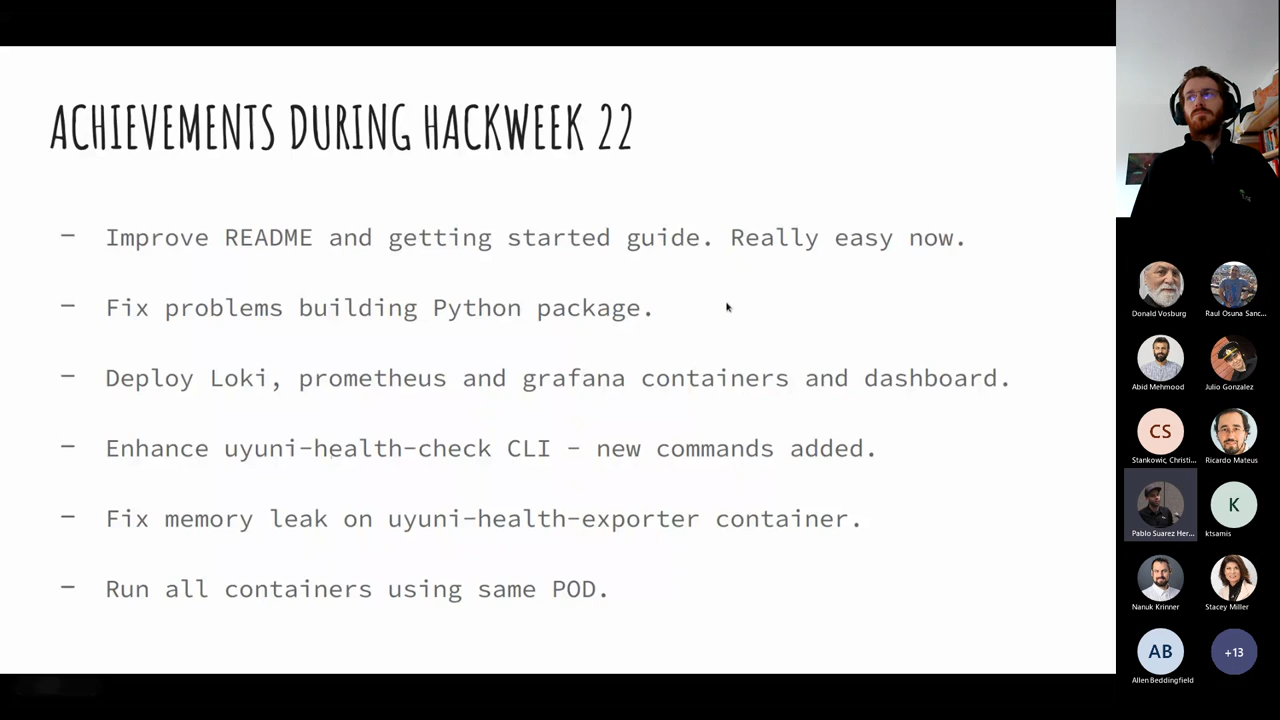 ACHIEVEMENTS DURING HACKWEEK 22
- Improve README and getting started guide. Really easy now.
- Fix problems building Python package.
- Deploy Loki, prometheus and grafana containers and dashboard.
- Enhance uyuni-health-check CLI - new commands added.
- Fix memory leak on uyuni-health-exporter container.
- Run all containers using same POD.
Donald Vosburg
Raul Osuna Sanc...
Abid Mehmood
Julio Gonzalez
CS
Stankovic, Christi...
Ricardo Mateus
Pablo Suarez Her...
K
ktsamis
Nanuk Krinner
Stacey Miller
AB
Allen Beddingfield
+13